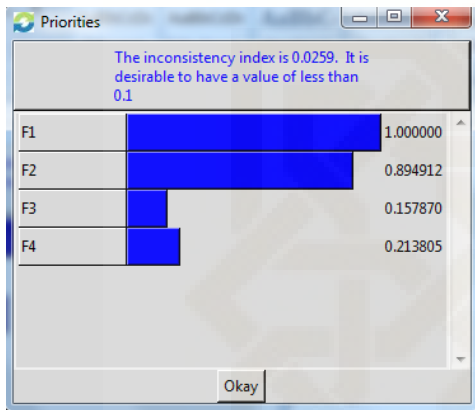 Priorities
The inconsistency index is 0.0259. It is
desirable to have a value of less than
0.1
F1 1.000000
F2 0.894912
F3 0.157870
F4 0.213805
Okay